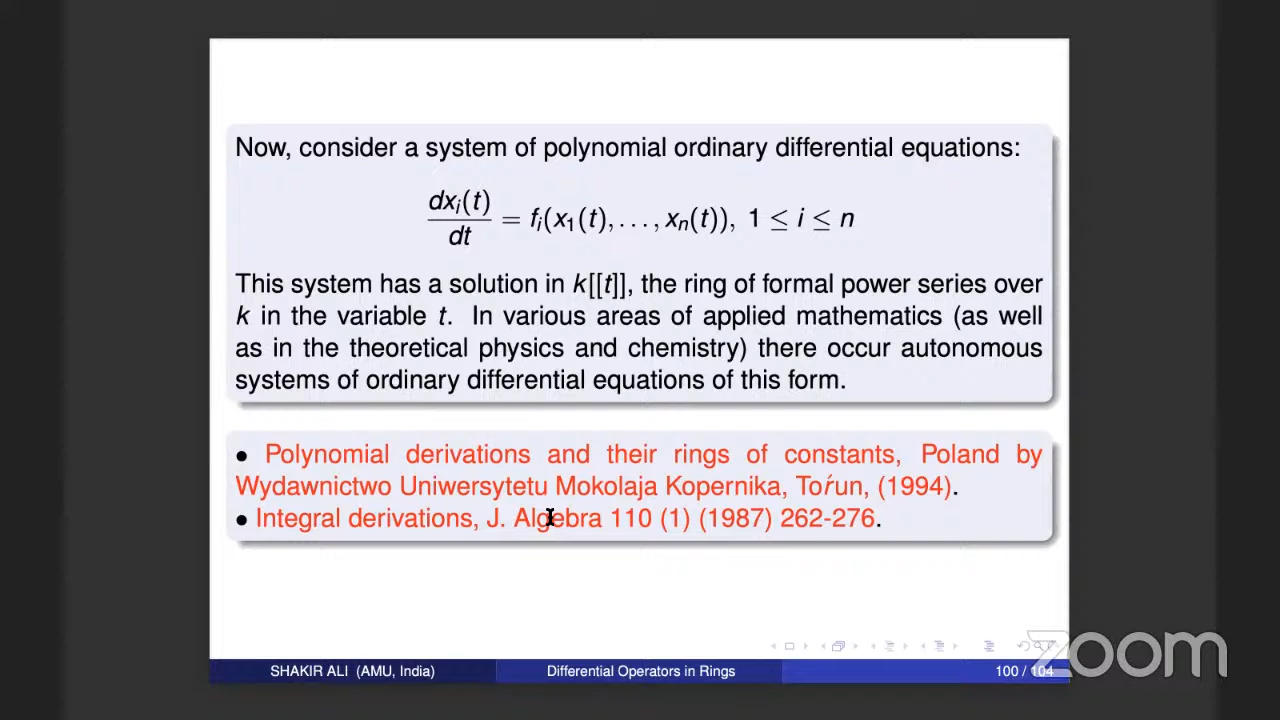 Now, consider a system of polynomial ordinary differential equations:
dxᵢ(t)/dt = fᵢ(x₁(t), . . . , xₙ(t)), 1 ≤ i ≤ n
This system has a solution in k[[t]], the ring of formal power series over
k in the variable t. In various areas of applied mathematics (as well
as in the theoretical physics and chemistry) there occur autonomous
systems of ordinary differential equations of this form.
• Polynomial derivations and their rings of constants, Poland by
Wydawnictwo Uniwersytetu Mokolaja Kopernika, Toŕun, (1994).
• Integral derivations, J. Algebra 110 (1) (1987) 262-276.
SHAKIR ALI (AMU, India) Differential Operators in Rings 100 / 104
zoom